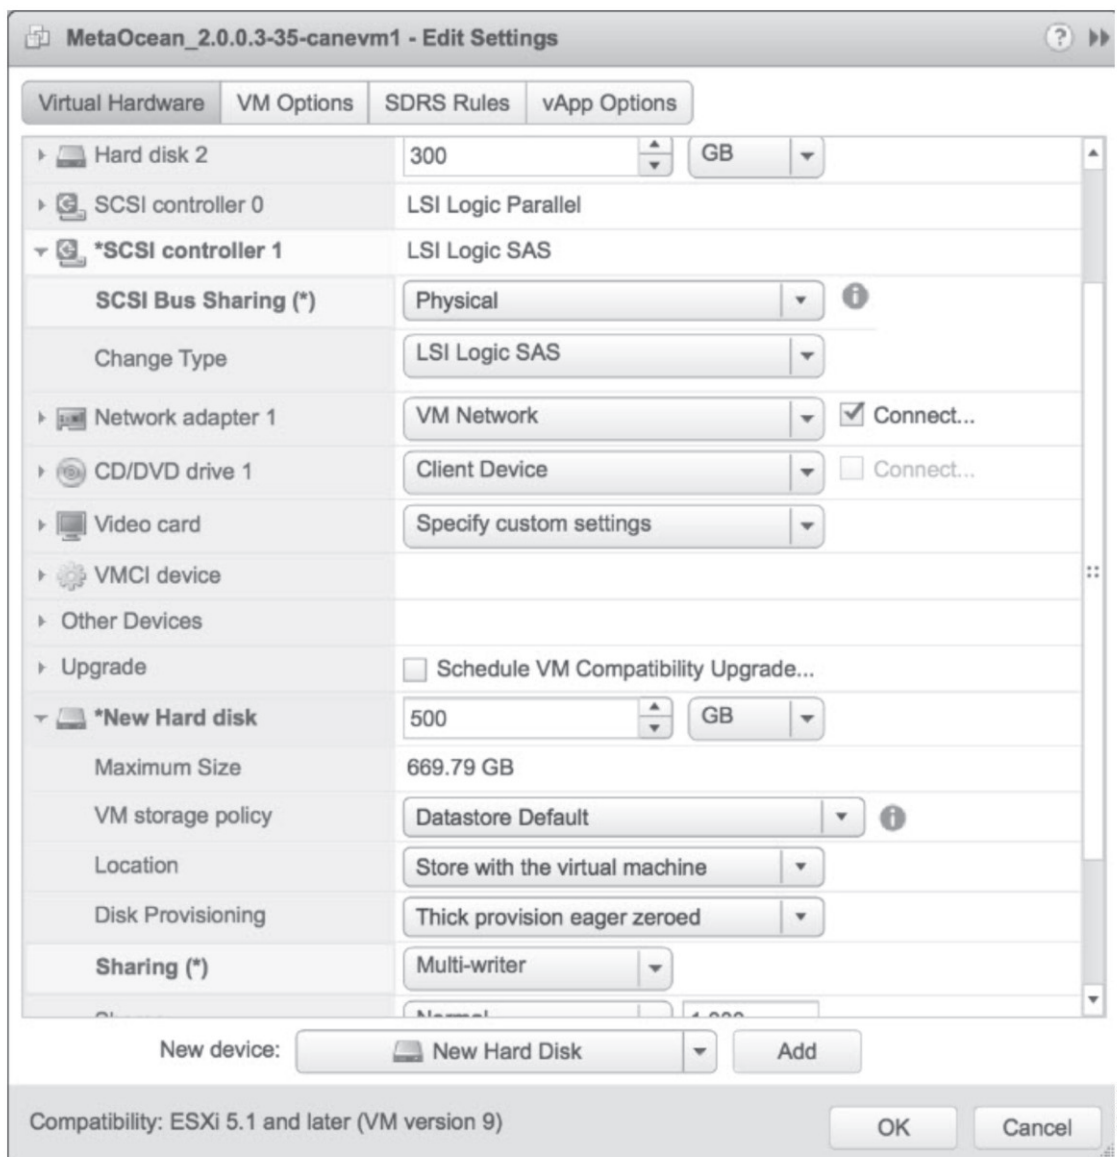 MetaOcean_2.0.0.3-35-canevm1 - Edit Settings
Virtual Hardware VM Options SDRS Rules vApp Options
Hard disk 2 300 GB
SCSI controller 0 LSI Logic Parallel
*SCSI controller 1 LSI Logic SAS
SCSI Bus Sharing (*) Physical
Change Type LSI Logic SAS
Network adapter 1 VM Network Connect...
CD/DVD drive 1 Client Device Connect...
Video card Specify custom settings
VMCI device
Other Devices
Upgrade Schedule VM Compatibility Upgrade...
*New Hard disk 500 GB
Maximum Size 669.79 GB
VM storage policy Datastore Default
Location Store with the virtual machine
Disk Provisioning Thick provision eager zeroed
Sharing (*) Multi-writer
Normal
New device: New Hard Disk Add
Compatibility: ESXi 5.1 and later (VM version 9) OK Cancel